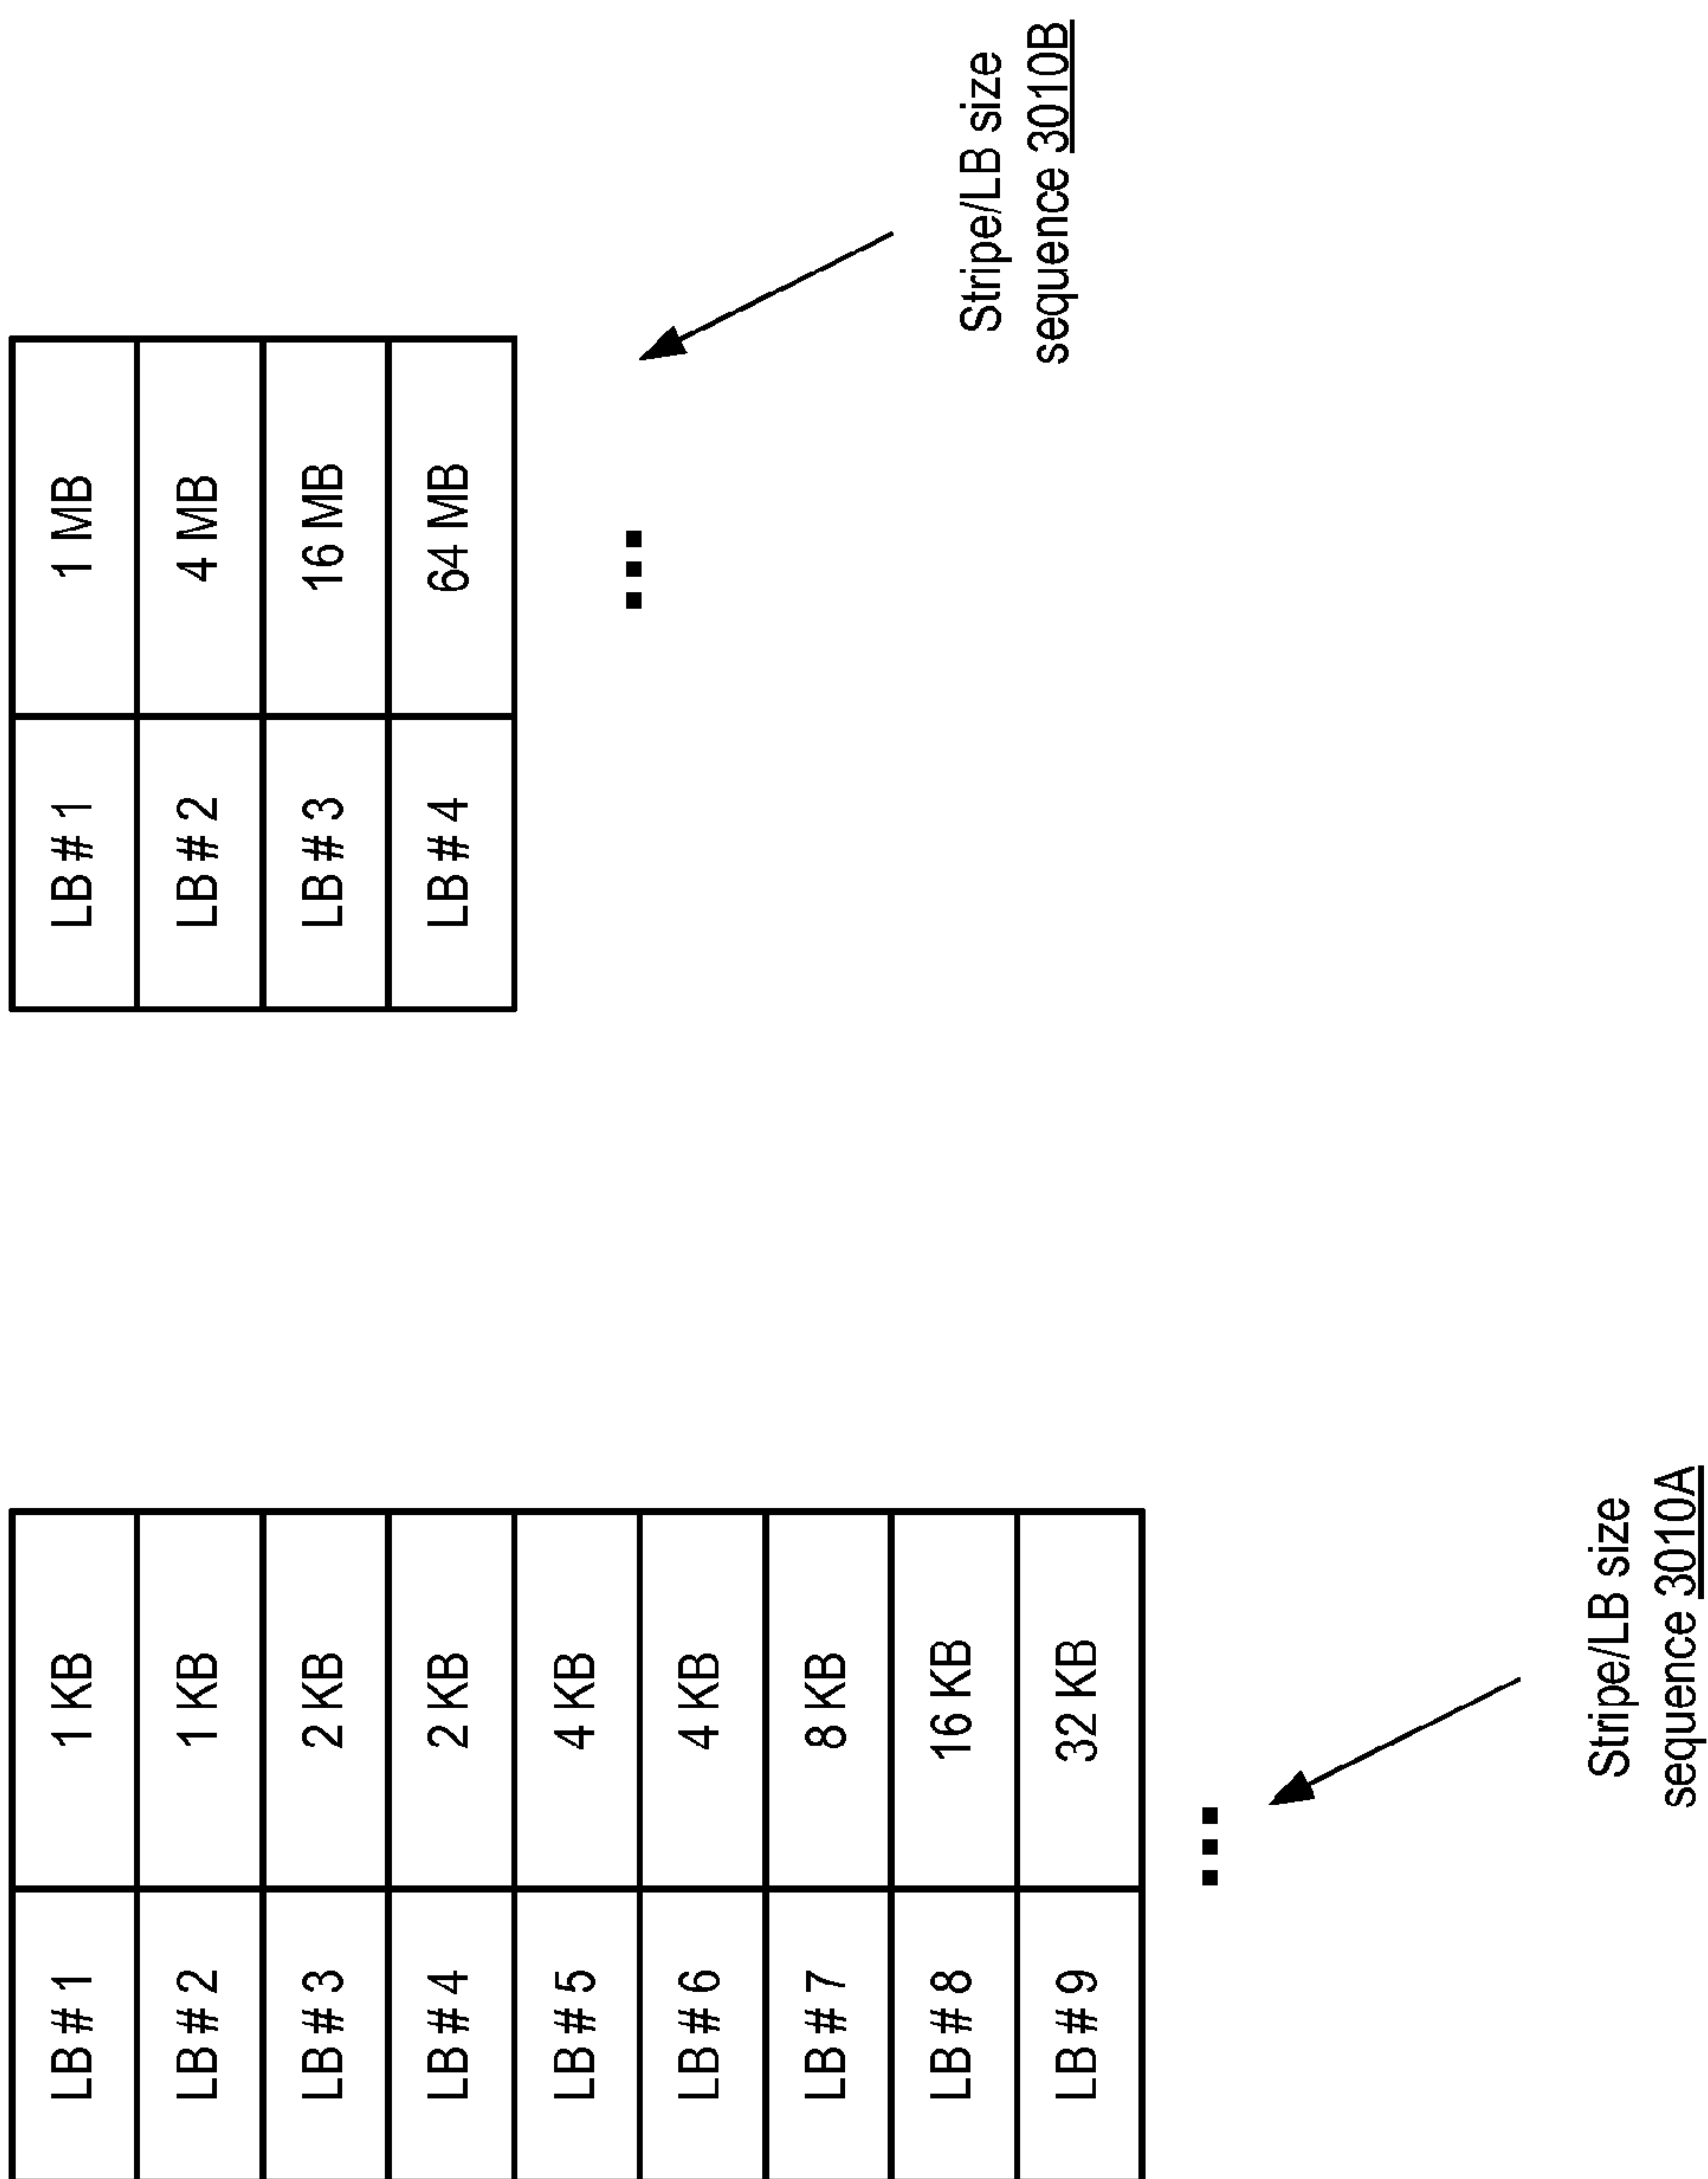 LB # 1 1 KB
LB # 2 1 KB
LB # 3 2 KB
LB # 4 2 KB
LB # 5 4 KB
LB # 6 4 KB
LB # 7 8 KB
LB # 8 16 KB
LB # 9 32 KB
...
Stripe/LB size
sequence 3010A
LB # 1 1 MB
LB # 2 4 MB
LB # 3 16 MB
LB # 4 64 MB
...
Stripe/LB size
sequence 3010B